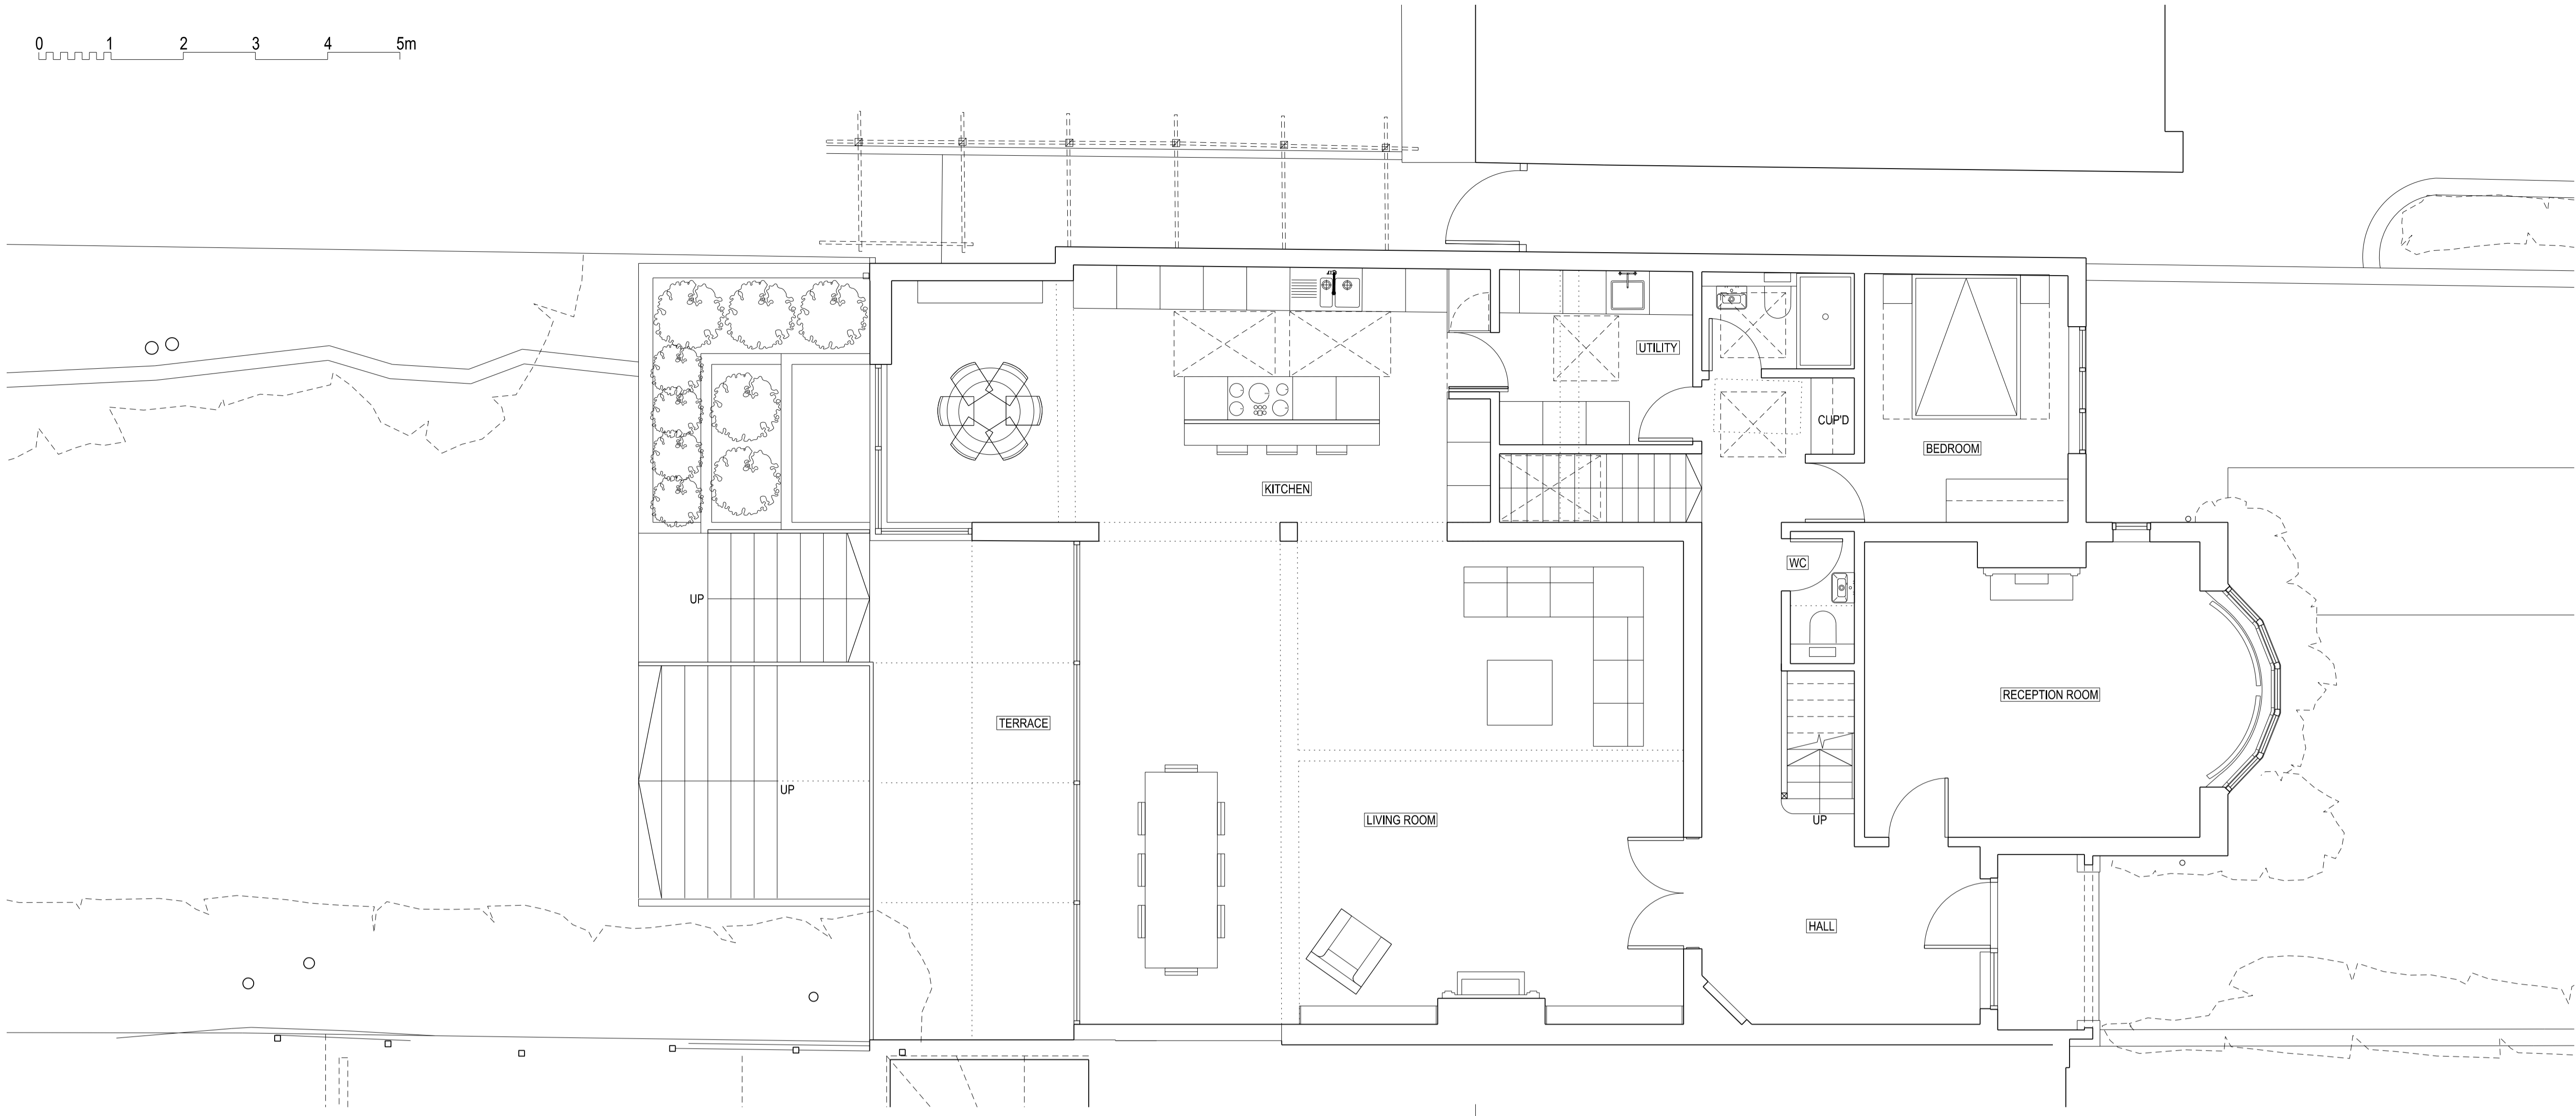 0 1 2 3 4 5m
UTILITY
CUP'D
BEDROOM
KITCHEN
WC
UP
RECEPTION ROOM
TERRACE
UP
LIVING ROOM
UP
HALL